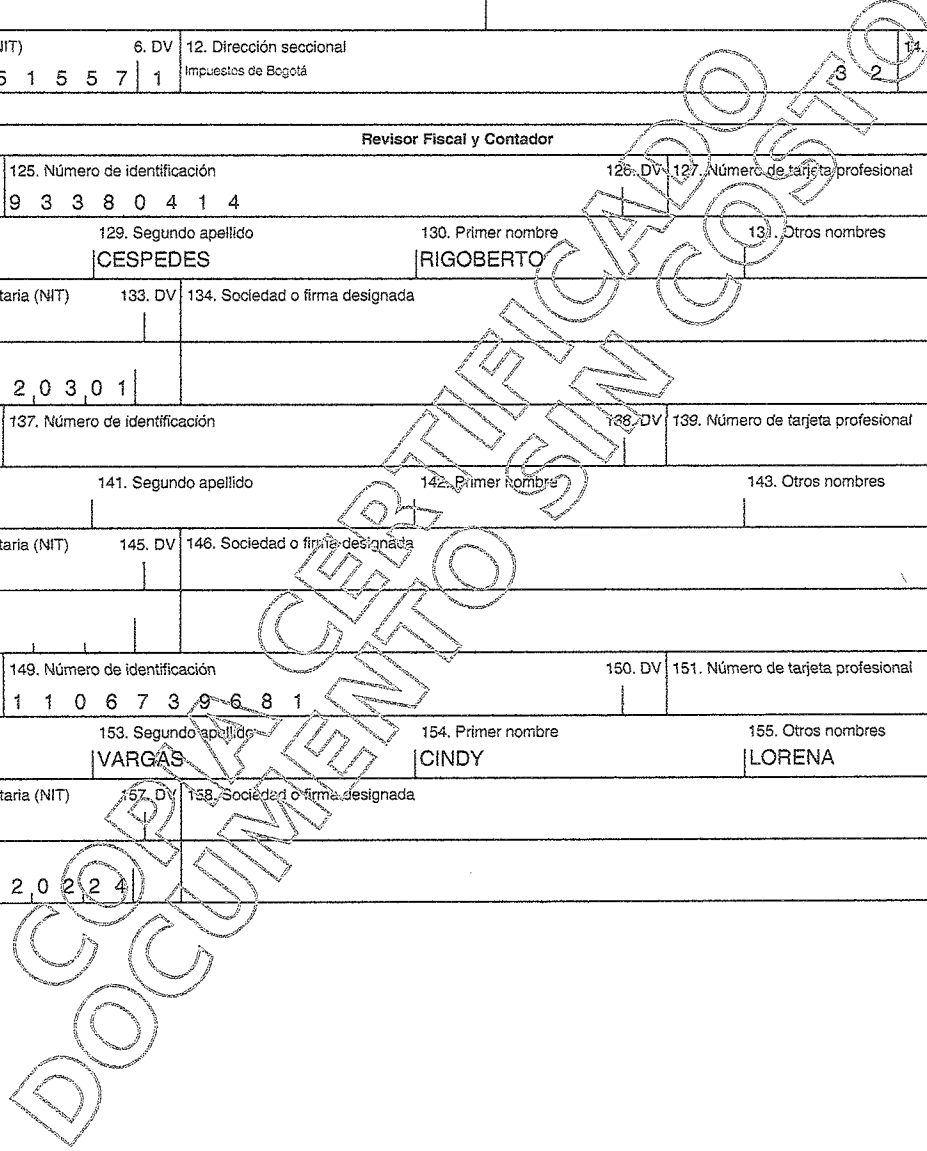 NIT) 6. DV 12. Dirección seccional 14.
5 1 5 5 7 1 Impuestos de Bogotá 3 2
Revisor Fiscal y Contador
125. Número de identificación 126. DV 127. Número de tarjeta profesional
9 3 3 8 0 4 1 4
129. Segundo apellido 130. Primer nombre 131. Otros nombres
CESPEDES RIGOBERTO
taria (NIT) 133. DV 134. Sociedad o firma designada
2 0 3 0 1
137. Número de identificación 138. DV 139. Número de tarjeta profesional
141. Segundo apellido 142. Primer nombre 143. Otros nombres
taria (NIT) 145. DV 146. Sociedad o firma designada
149. Número de identificación 150. DV 151. Número de tarjeta profesional
1 1 0 6 7 3 9 6 8 1
153. Segundo apellido 154. Primer nombre 155. Otros nombres
VARGAS CINDY LORENA
taria (NIT) 157. DV 158. Sociedad o firma designada
2 0 2 2 4
COPIA CERTIFICADO
DOCUMENTO SIN COSTO